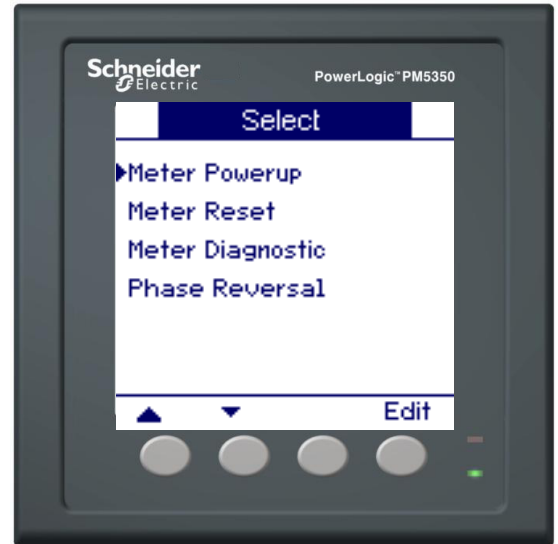 Schneider
Electric
PowerLogic™ PM5350
Select
Meter Powerup
Meter Reset
Meter Diagnostic
Phase Reversal
Edit